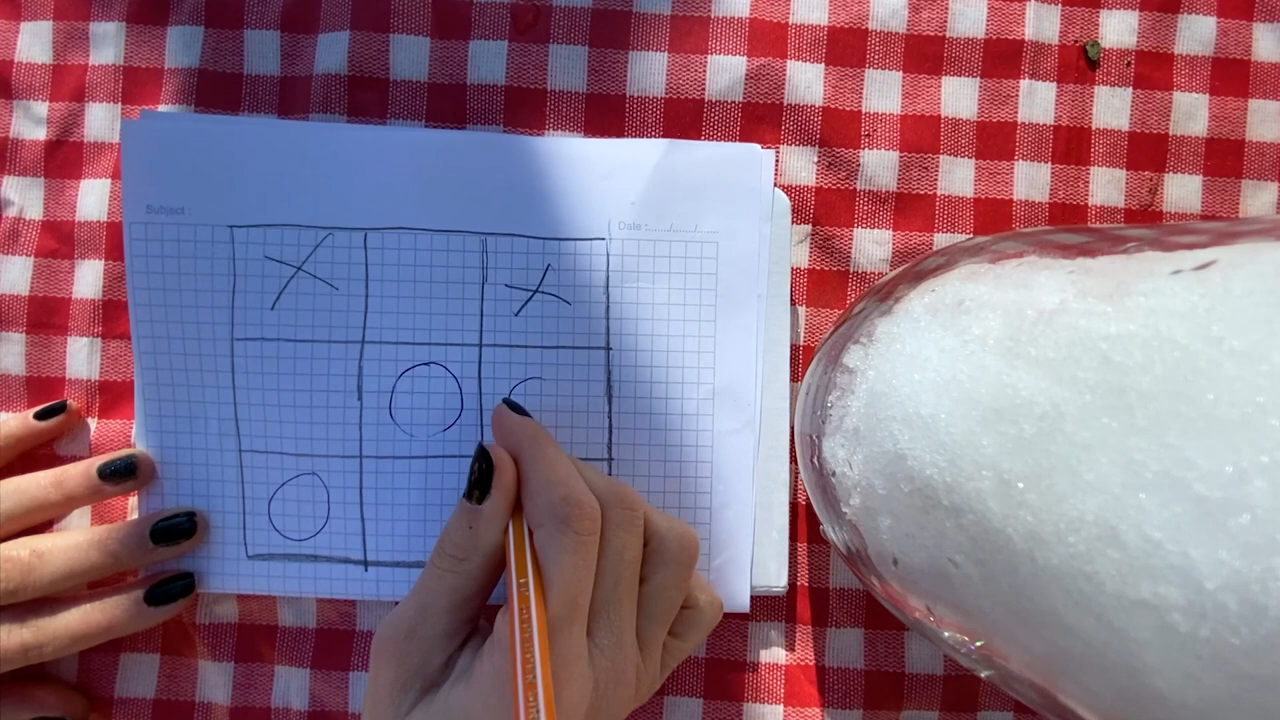 Subject :
Date :......../......../........
X X
O
O